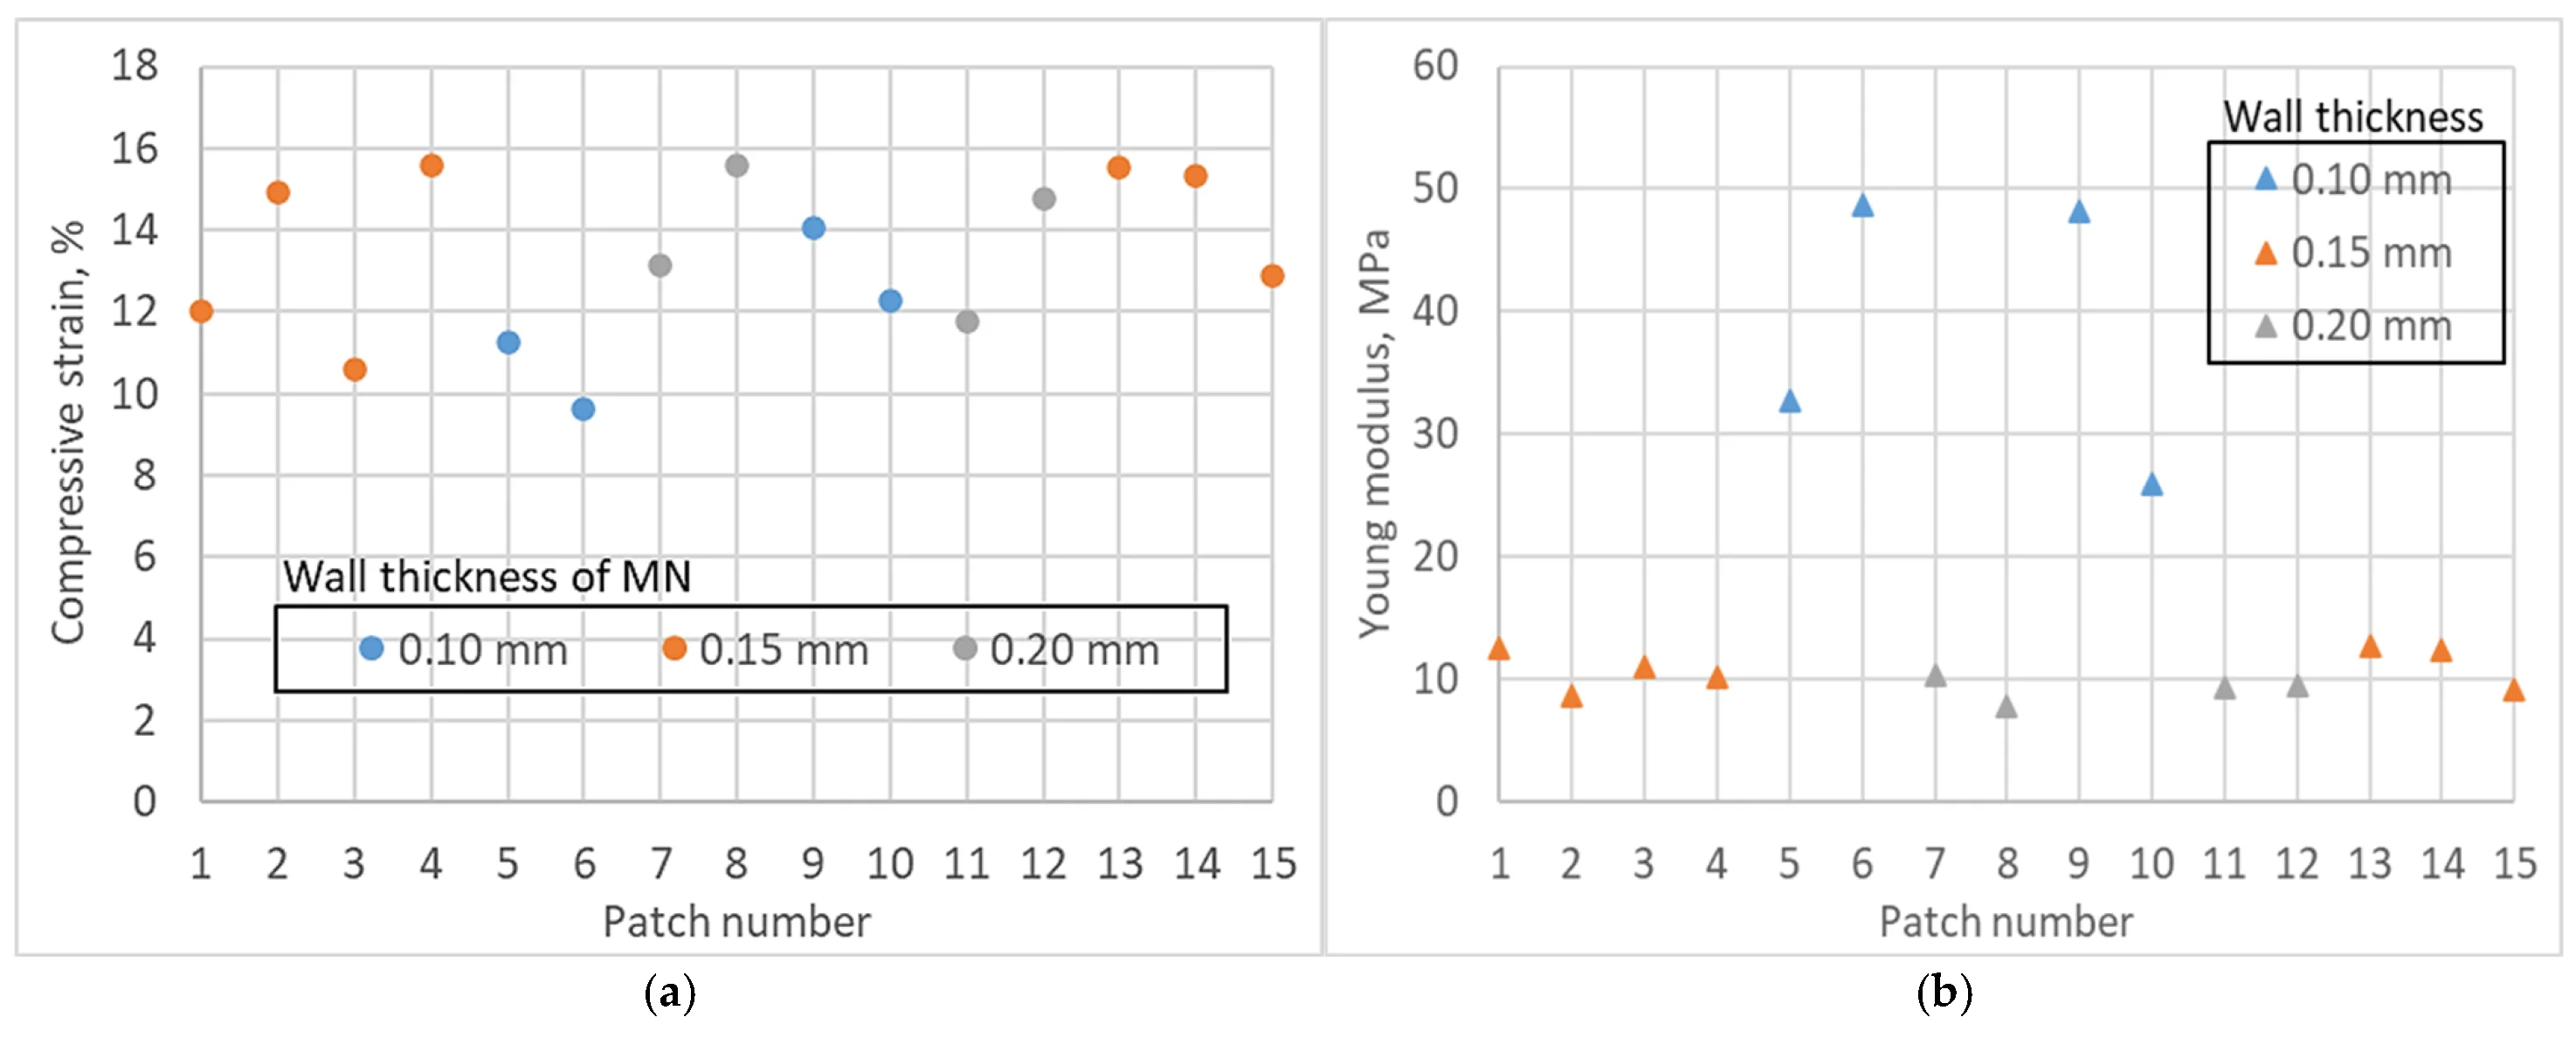 18
16
14
12
10
8
6
4
2
0
Compressive strain, %
Wall thickness of MN
0.10 mm 0.15 mm 0.20 mm
1 2 3 4 5 6 7 8 9 10 11 12 13 14 15
Patch number
(a)
60
50
40
30
20
10
0
Young modulus, MPa
Wall thickness
0.10 mm
0.15 mm
0.20 mm
1 2 3 4 5 6 7 8 9 10 11 12 13 14 15
Patch number
(b)